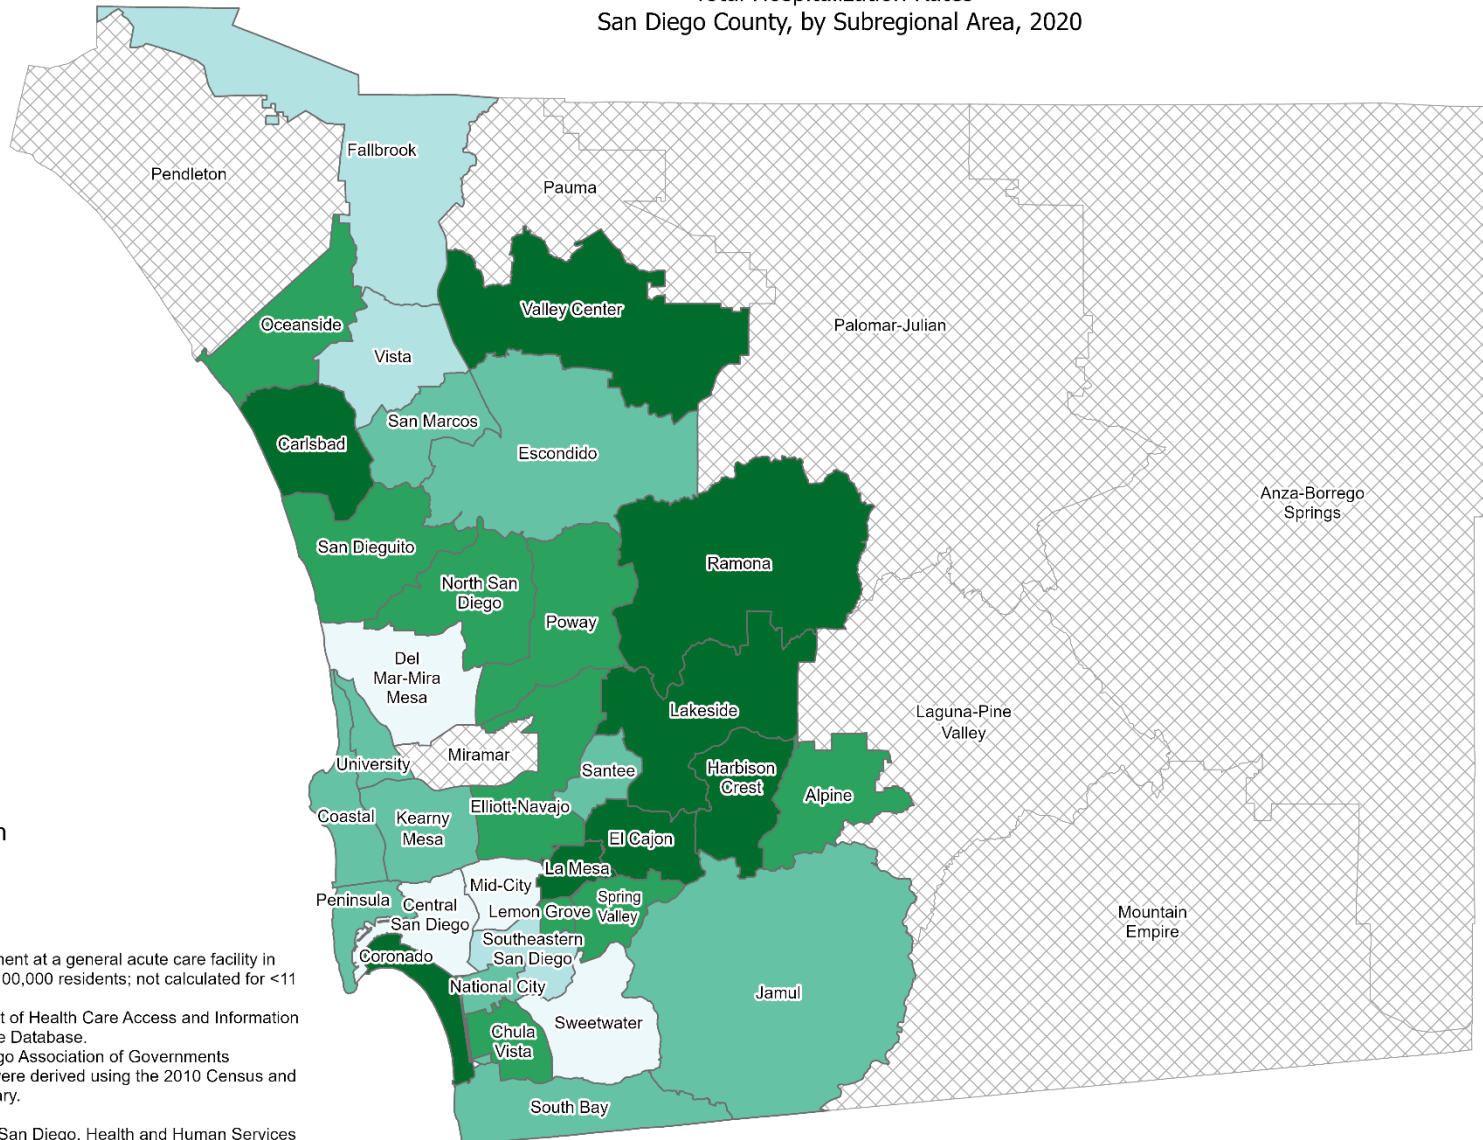 San Diego County, by Subregional Area, 2020
Fallbrook
Pendleton
Pauma
Valley Center
Oceanside
Palomar-Julian
Vista
San Marcos
Carlsbad
Escondido
Anza-Borrego
Springs
San Dieguito
Ramona
North San
Diego
Poway
Del
Mar-Mira
Mesa
Lakeside
Laguna-Pine
Valley
Miramar
University
Santee
Harbison
Crest
Alpine
Elliott-Navajo
Coastal
Kearny
Mesa
El Cajon
La Mesa
Mid-City
Peninsula
Central
San Diego
Spring
Valley
Lemon Grove
Mountain
Empire
Southeastern
San Diego
Coronado
National City
Jamul
Sweetwater
Chula
Vista
South Bay
ment at a general acute care facility in
00,000 residents; not calculated for <11
t of Health Care Access and Information
e Database.
go Association of Governments
were derived using the 2010 Census and
ary.
San Diego, Health and Human Services